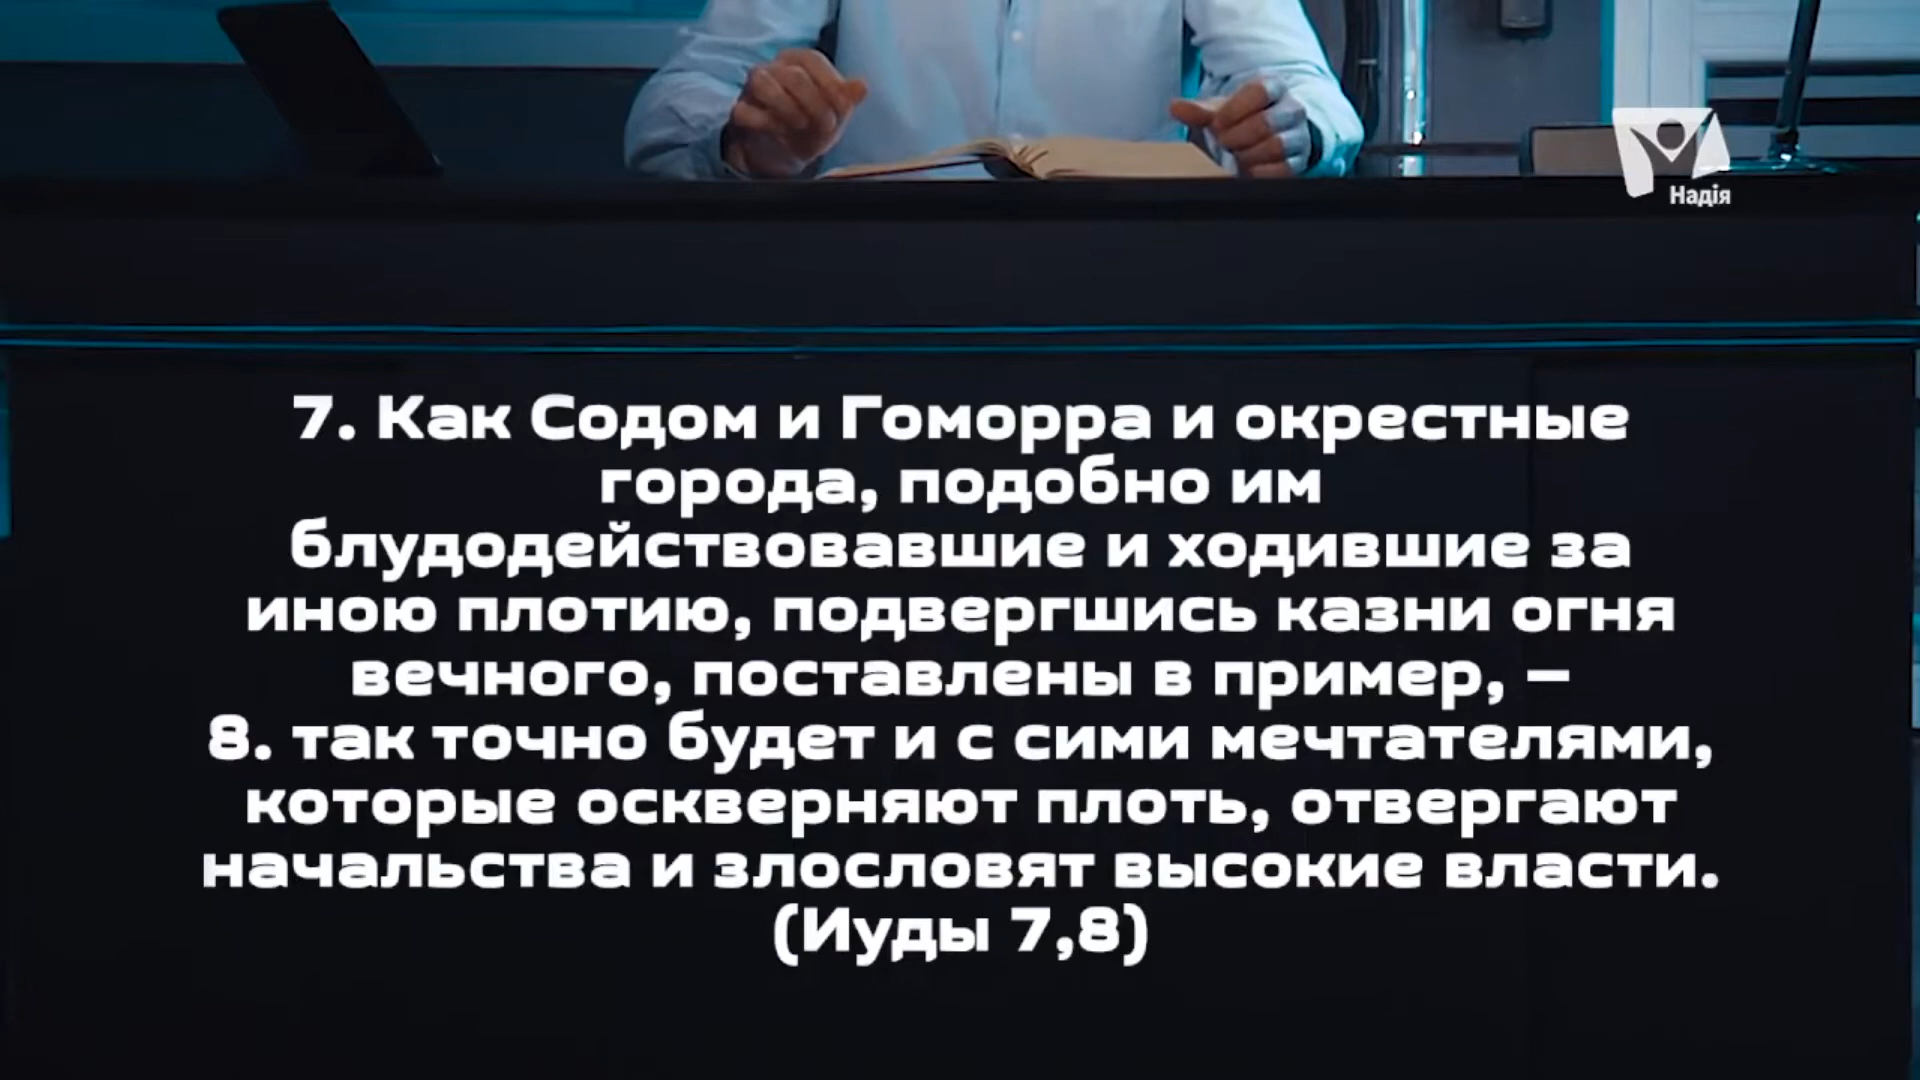 Надія
7. Как Содом и Гоморра и окрестные
города, подобно им
блудодействовавшие и ходившие за
иною плотию, подвергшись казни огня
вечного, поставлены в пример, –
8. так точно будет и с сими мечтателями,
которые оскверняют плоть, отвергают
начальства и злословят высокие власти.
(Иуды 7,8)